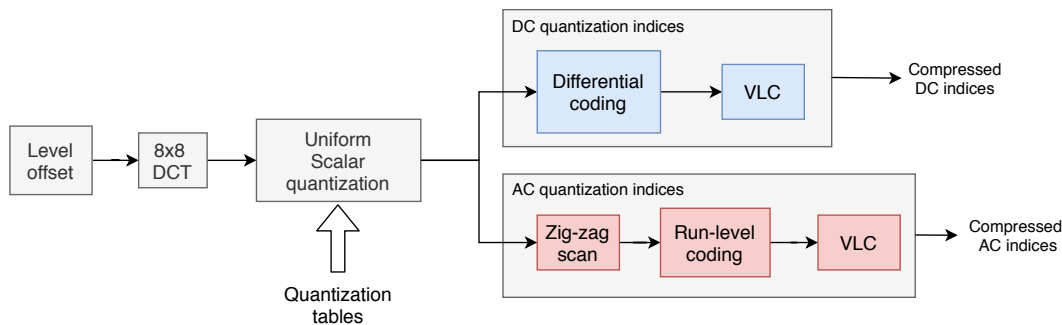 Level
offset
8x8
DCT
Uniform
Scalar
quantization
Quantization
tables
DC quantization indices
Differential
coding
VLC
Compressed
DC indices
AC quantization indices
Zig-zag
scan
Run-level
coding
VLC
Compressed
AC indices